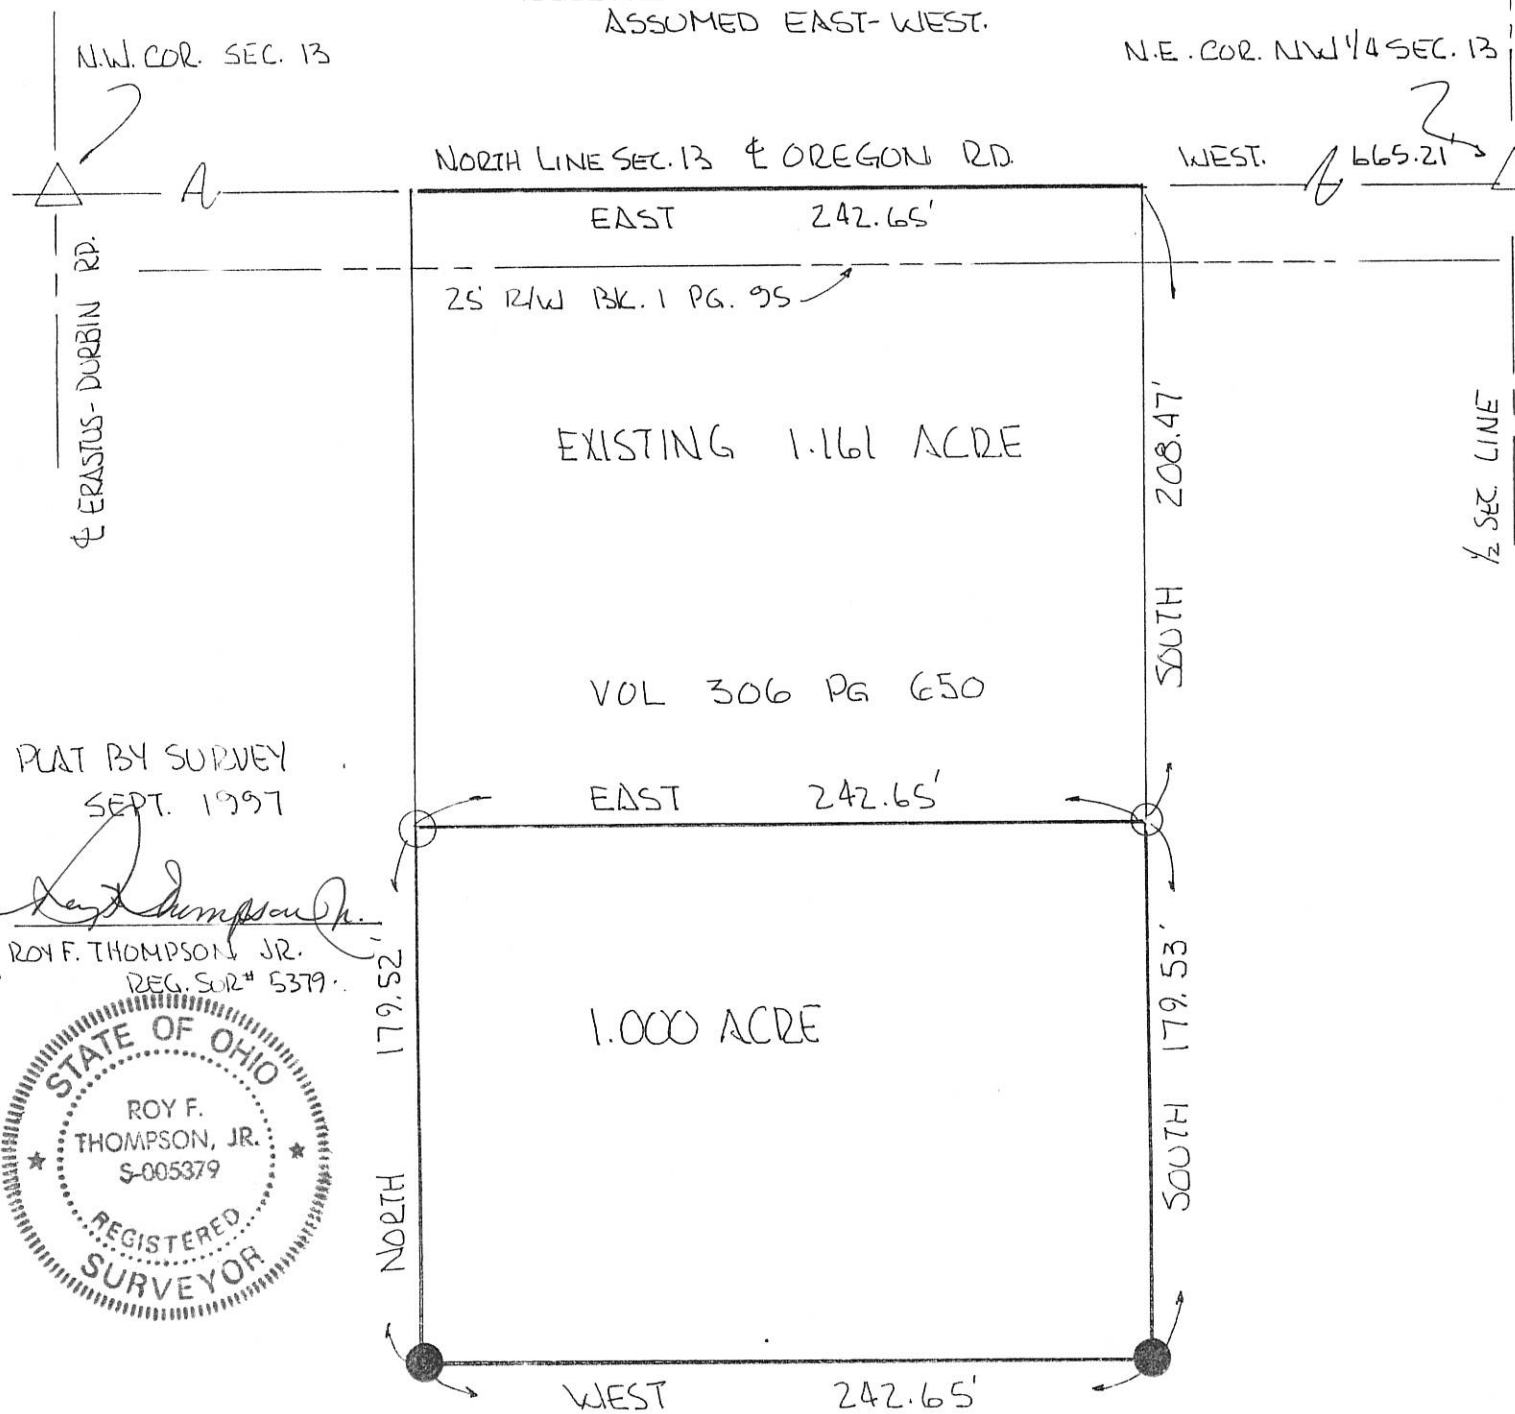 ASSUMED EAST-WEST.
N.W. COR. SEC. 13
N.E. COR. NW 1/4 SEC. 13
NORTH LINE SEC. 13 ℄ OREGON RD.
WEST. 665.21'
EAST 242.65'
25' R/W BK. 1 PG. 95
℄ ERASTUS-DURBIN RD.
EXISTING 1.161 ACRE
SOUTH 208.47'
1/2 SEC. LINE
VOL 306 PG 650
PLAT BY SURVEY
SEPT. 1997
EAST 242.65'
Roy F. Thompson Jr.
ROY F. THOMPSON JR.
REG. SUR# 5379.
NORTH 179.52'
SOUTH 179.53'
1.000 ACRE
STATE OF OHIO
ROY F.
THOMPSON, JR.
S-005379
REGISTERED
SURVEYOR
WEST 242.65'